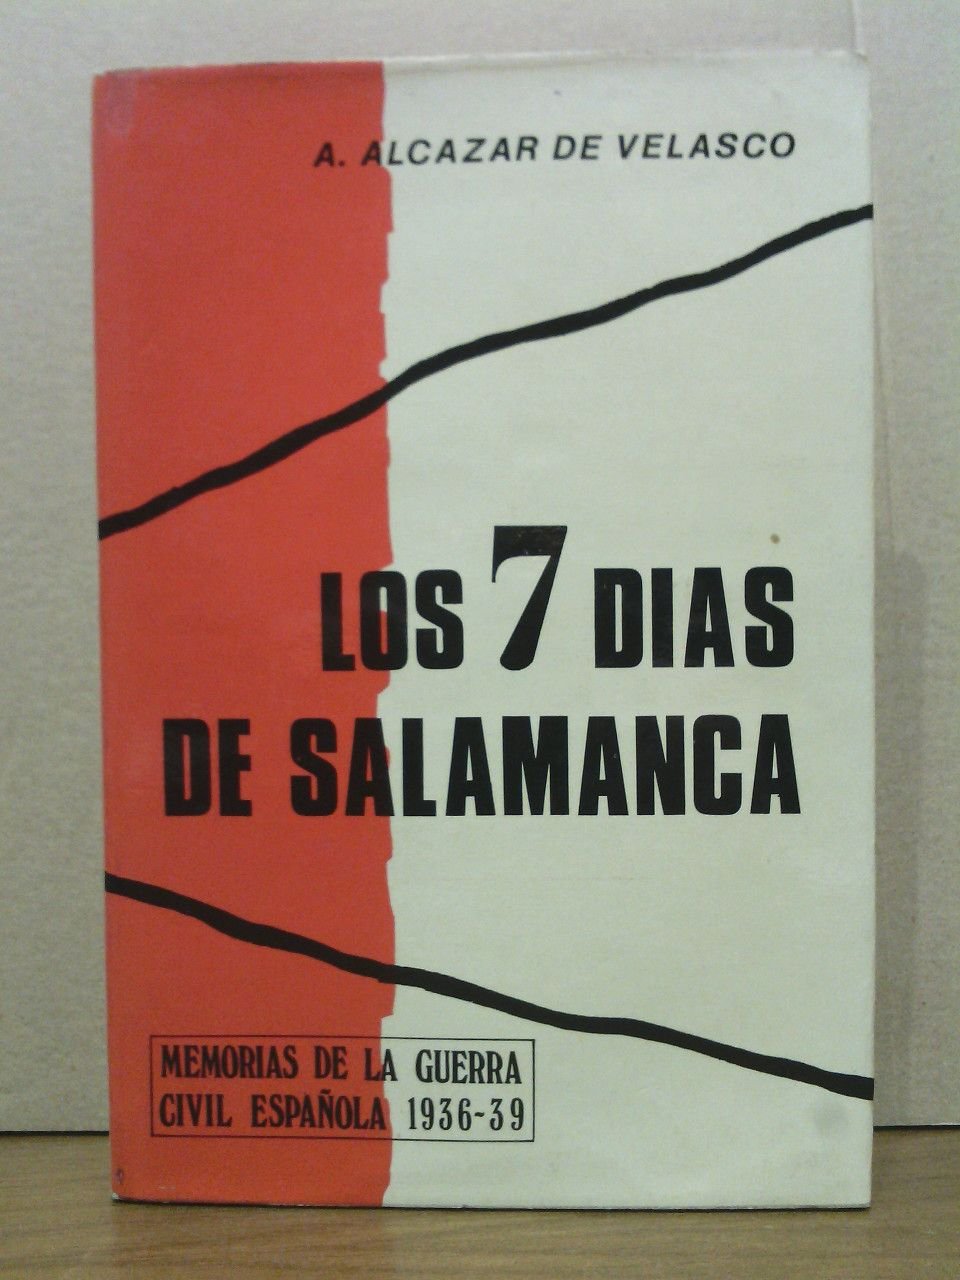 A. ALCAZAR DE VELASCO
LOS 7 DIAS
DE SALAMANCA
MEMORIAS DE LA GUERRA
CIVIL ESPAÑOLA 1936-39